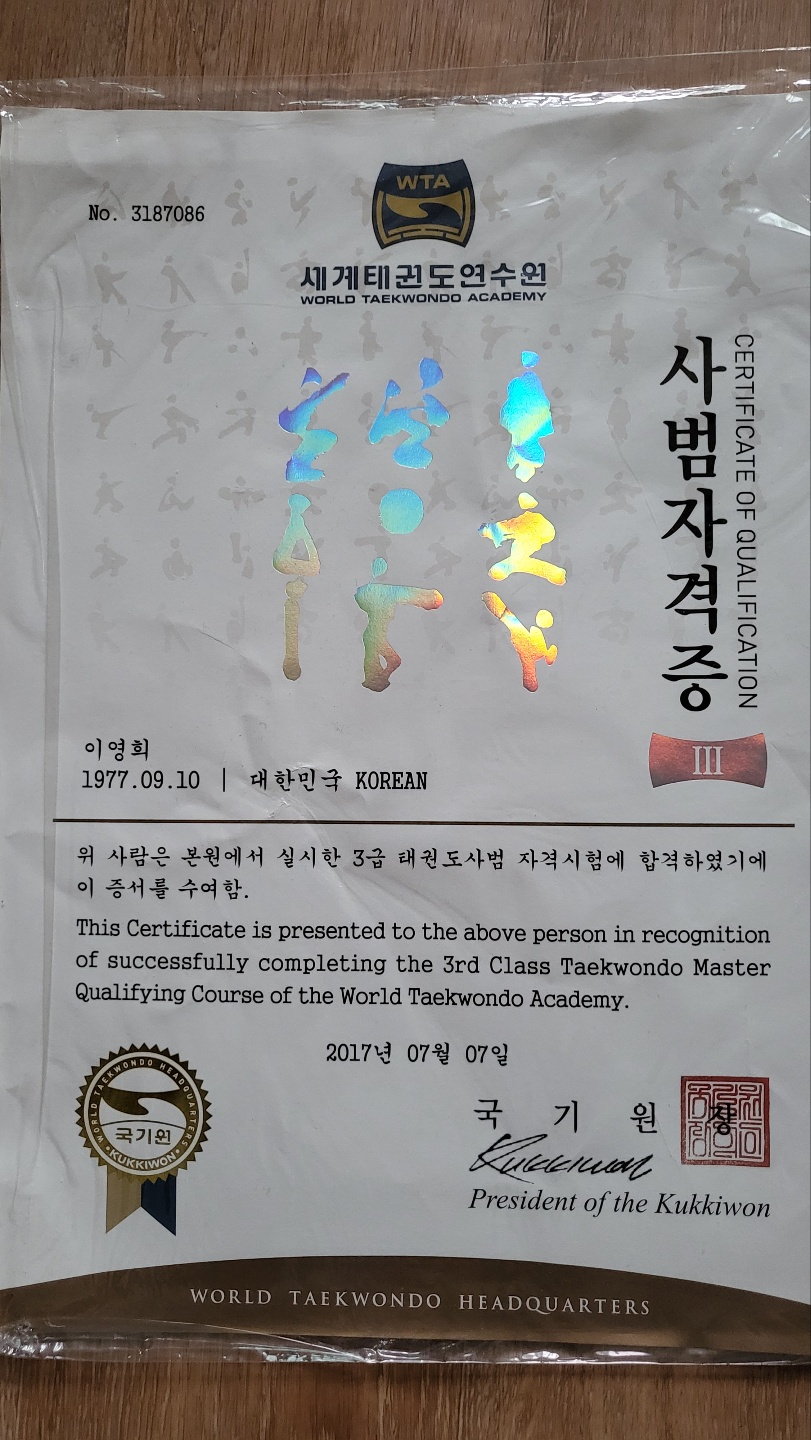 No. 3187086
WTA
세계태권도연수원
WORLD TAEKWONDO ACADEMY
사범자격증
CERTIFICATE OF QUALIFICATION
III
이영희
1977.09.10 | 대한민국 KOREAN
위 사람은 본원에서 실시한 3급 태권도사범 자격시험에 합격하였기에
이 증서를 수여함.
This Certificate is presented to the above person in recognition
of successfully completing the 3rd Class Taekwondo Master
Qualifying Course of the World Taekwondo Academy.
2017년 07월 07일
WORLD TAEKWONDO HEADQUARTERS
국기원
KUKKIWON
국 기 원 장
Kukkiwon
President of the Kukkiwon
WORLD TAEKWONDO HEADQUARTERS